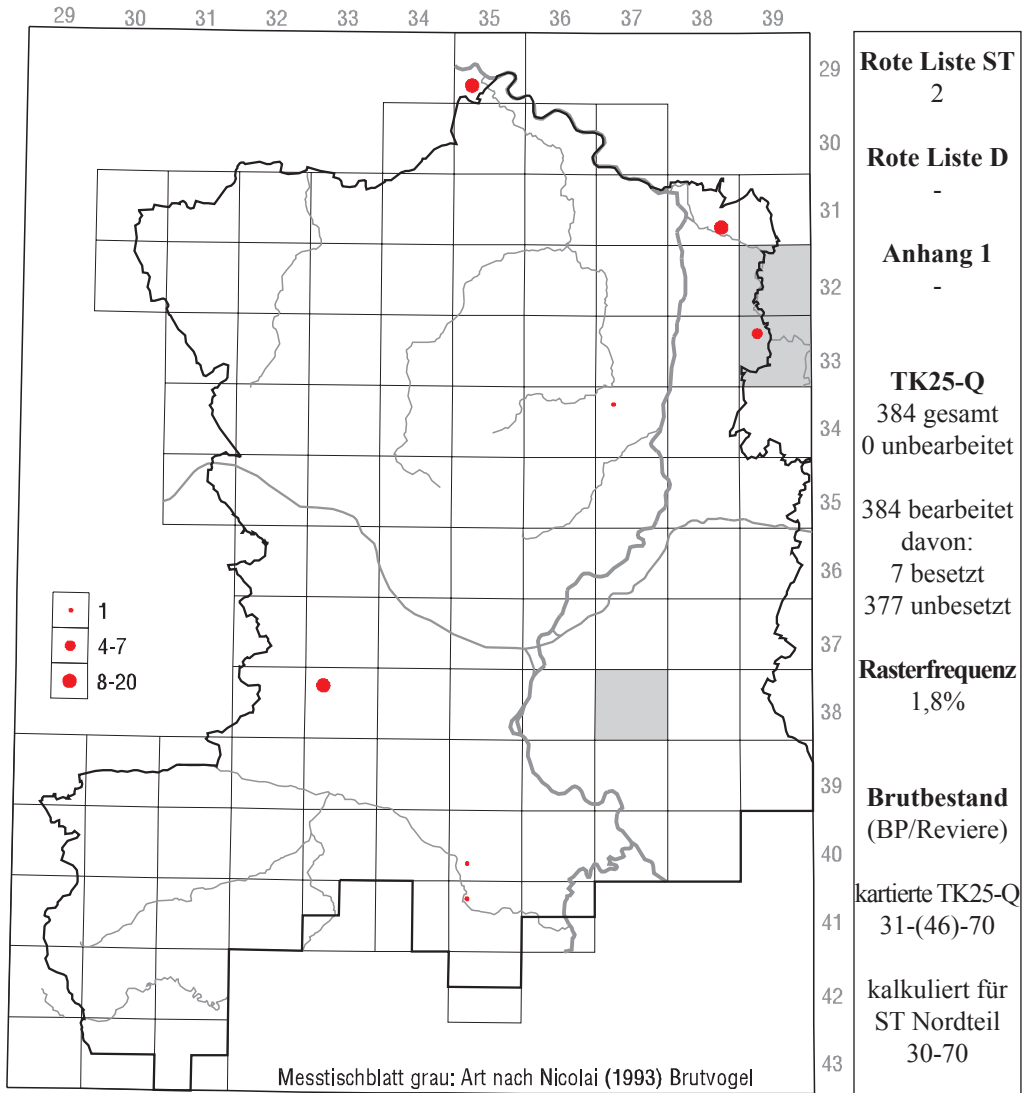 29 30 31 32 33 34 35 36 37 38 39
29
30
31
32
33
34
35
36
37
38
39
40
41
42
43
1
4-7
8-20
Messtischblatt grau: Art nach Nicolai (1993) Brutvogel
Rote Liste ST
2
Rote Liste D
-
Anhang 1
-
TK25-Q
384 gesamt
0 unbearbeitet
384 bearbeitet
davon:
7 besetzt
377 unbesetzt
Rasterfrequenz
1,8%
Brutbestand
(BP/Reviere)
kartierte TK25-Q
31-(46)-70
kalkuliert für
ST Nordteil
30-70